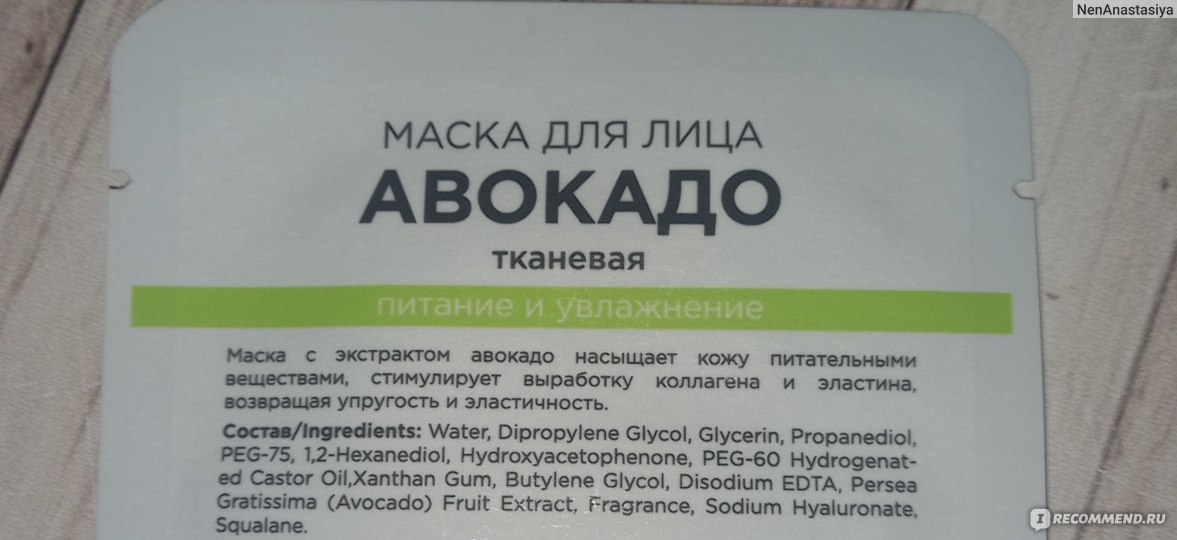 NenAnastasiya
МАСКА ДЛЯ ЛИЦА
АВОКАДО
тканевая
питание и увлажнение
Маска с экстрактом авокадо насыщает кожу питательными
веществами, стимулирует выработку коллагена и эластина,
возвращая упругость и эластичность.
Состав/Ingredients: Water, Dipropylene Glycol, Glycerin, Propanediol,
PEG-75, 1,2-Hexanediol, Hydroxyacetophenone, PEG-60 Hydrogenat-
ed Castor Oil,Xanthan Gum, Butylene Glycol, Disodium EDTA, Persea
Gratissima (Avocado) Fruit Extract, Fragrance, Sodium Hyaluronate,
Squalane.
IRECOMMEND.RU